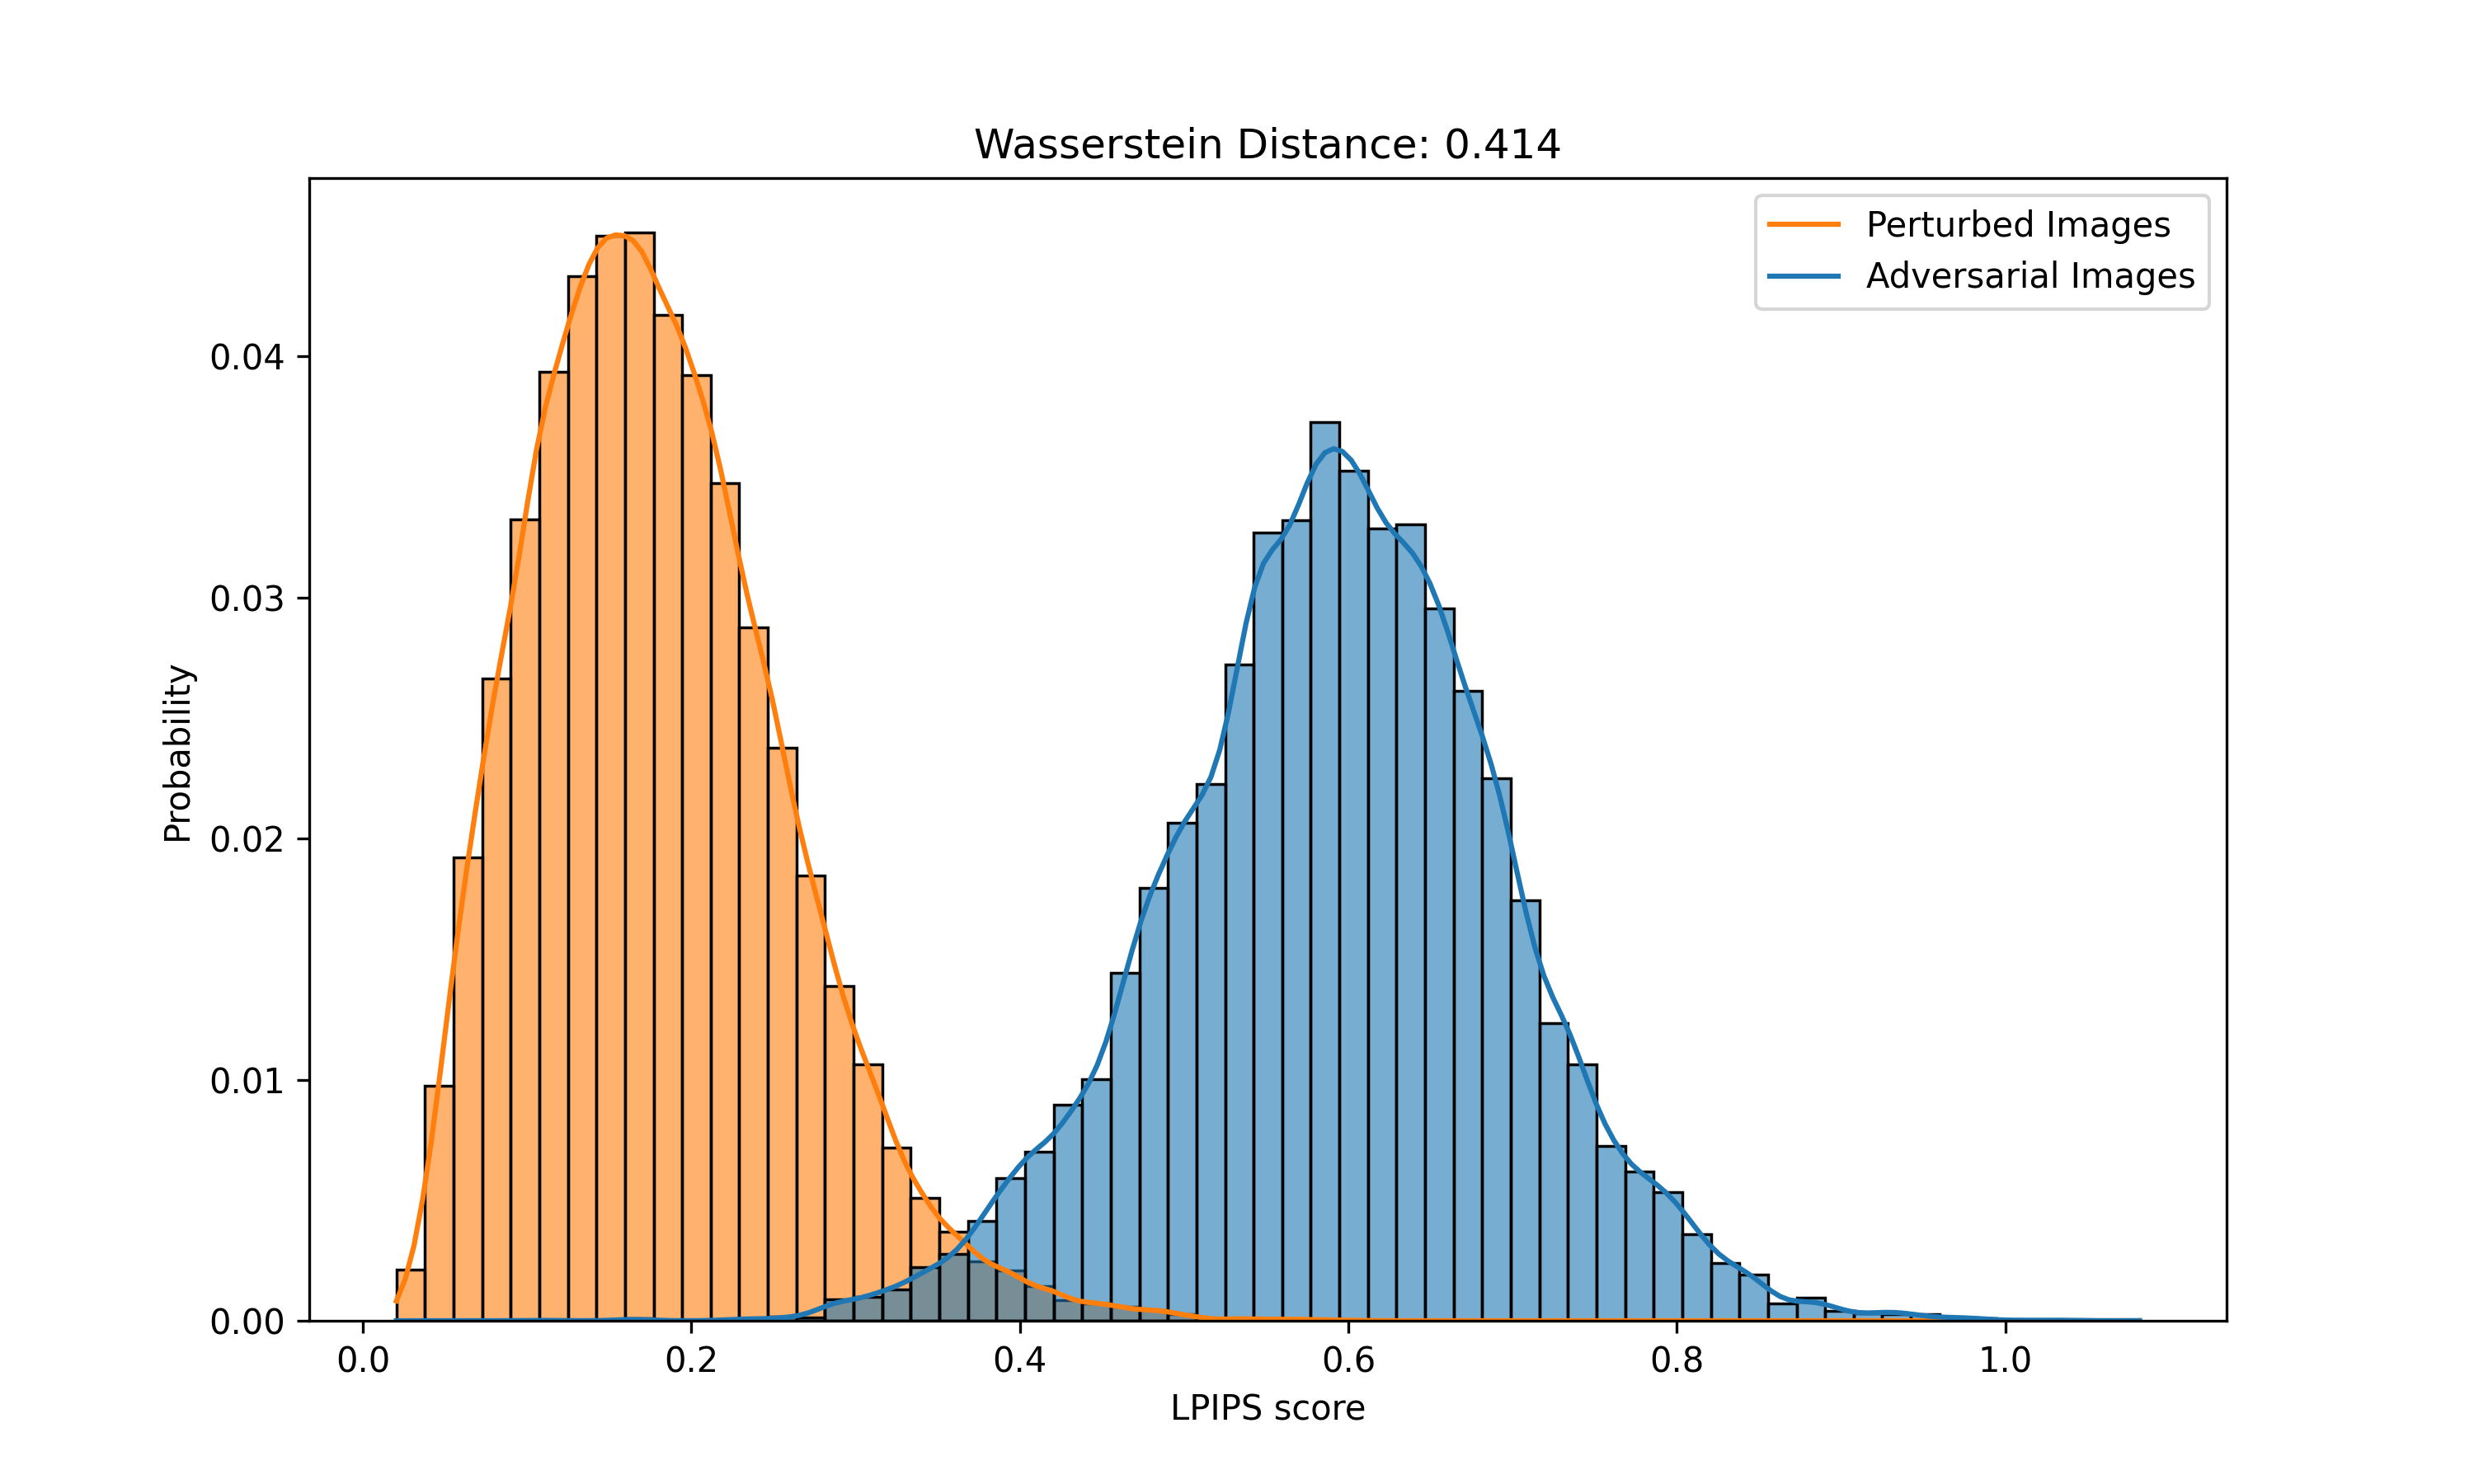 Wasserstein Distance: 0.414
Perturbed Images
Adversarial Images
Probability
0.04
0.03
0.02
0.01
0.00
0.0 0.2 0.4 0.6 0.8 1.0
LPIPS score